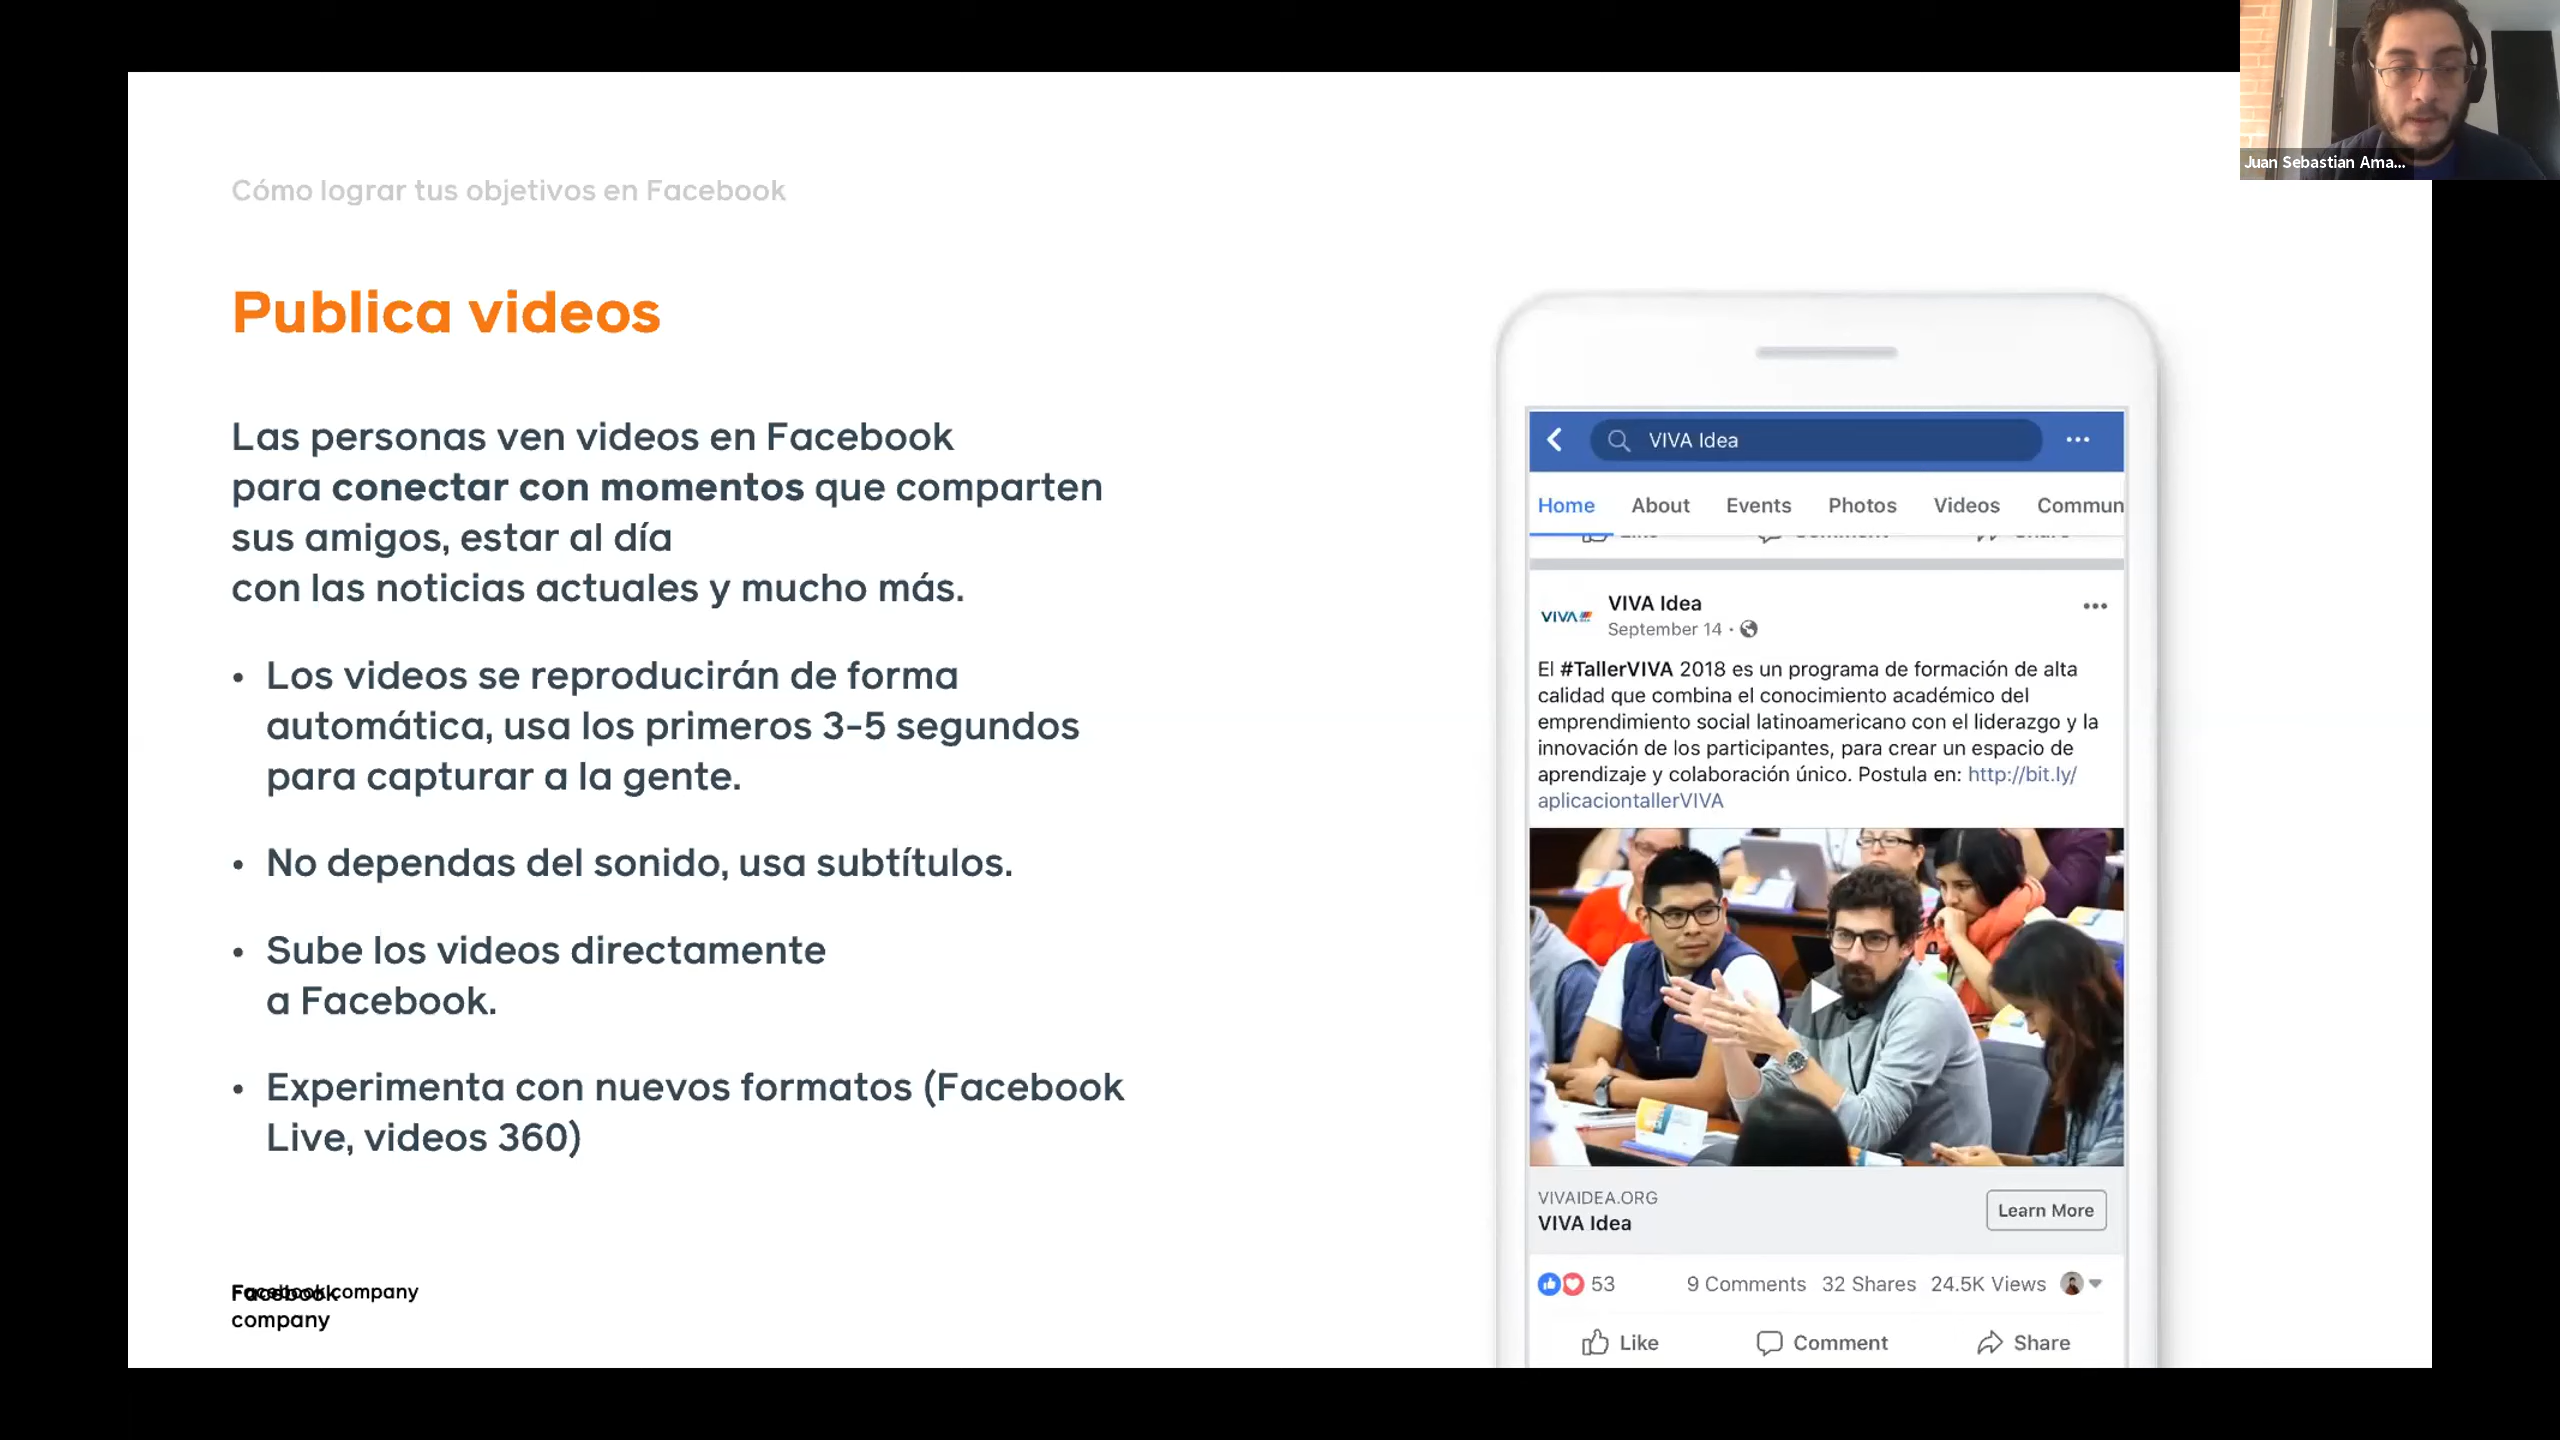 Juan Sebastian Ama...
Cómo lograr tus objetivos en Facebook
Publica videos
Las personas ven videos en Facebook
para conectar con momentos que comparten
sus amigos, estar al día
con las noticias actuales y mucho más.
• Los videos se reproducirán de forma
automática, usa los primeros 3-5 segundos
para capturar a la gente.
• No dependas del sonido, usa subtítulos.
• Sube los videos directamente
a Facebook.
• Experimenta con nuevos formatos (Facebook
Live, videos 360)
Facebook company
Facebook
company
VIVA Idea
Home About Events Photos Videos Commun
Like Comment Share
VIVA
VIVA Idea
September 14
El #TallerVIVA 2018 es un programa de formación de alta
calidad que combina el conocimiento académico del
emprendimiento social latinoamericano con el liderazgo y la
innovación de los participantes, para crear un espacio de
aprendizaje y colaboración único. Postula en: http://bit.ly/
aplicaciontallerVIVA
VIVAIDEA.ORG
VIVA Idea
Learn More
53 9 Comments 32 Shares 24.5K Views
Like Comment Share